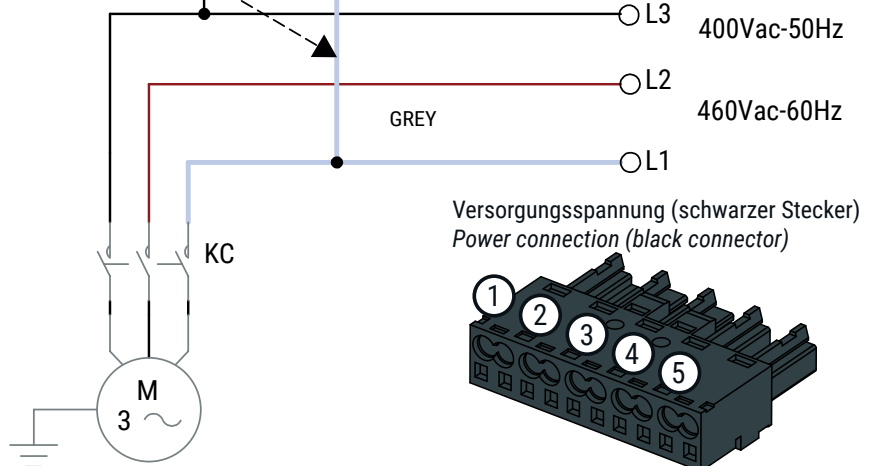 L3
400Vac-50Hz
L2
460Vac-60Hz
GREY
L1
Versorgungsspannung (schwarzer Stecker)
Power connection (black connector)
KC
1
2
3
4
5
M
3 ~